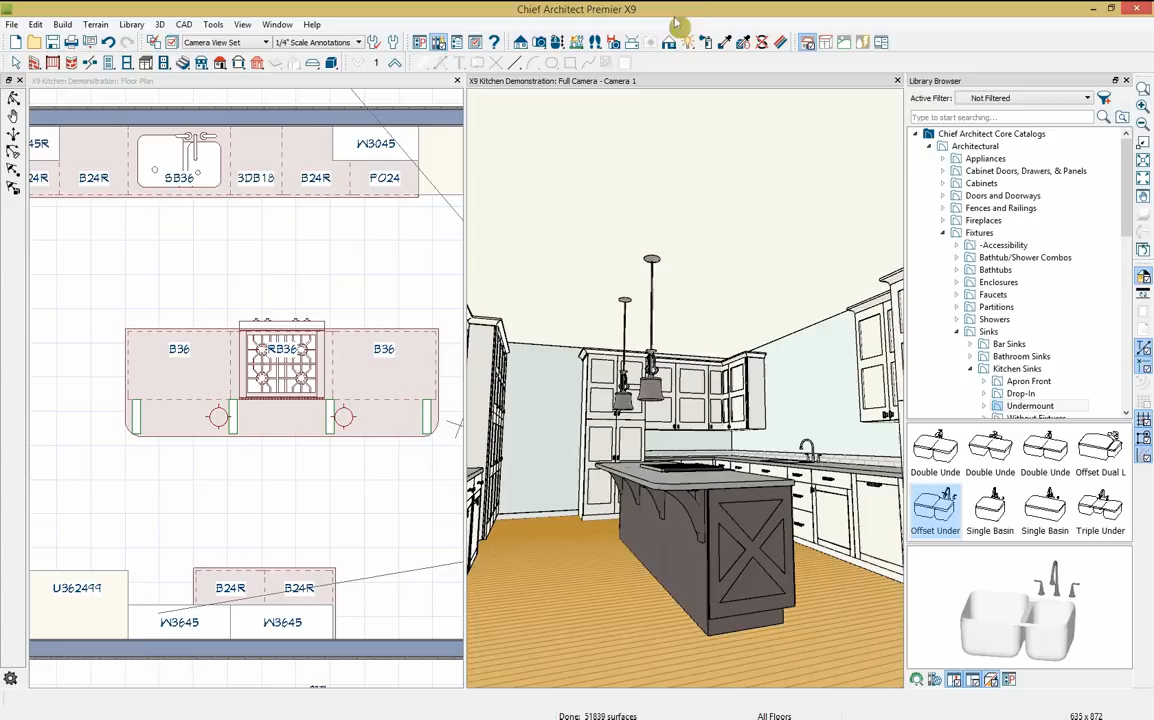 Chief Architect Premier X9
File Edit Build Terrain Library 3D CAD Tools View Window Help
Camera View Set 1/4" Scale Annotations
1
X9 Kitchen Demonstration: Floor Plan
X9 Kitchen Demonstration: Full Camera - Camera 1
Library Browser
Active Filter: Not Filtered
Type to start searching...
Chief Architect Core Catalogs
Architectural
Appliances
Cabinet Doors, Drawers, & Panels
Cabinets
Doors and Doorways
Fences and Railings
Fireplaces
Fixtures
-Accessibility
Bathtub/Shower Combos
Bathtubs
Enclosures
Faucets
Partitions
Showers
Sinks
Bar Sinks
Bathroom Sinks
Kitchen Sinks
Apron Front
Drop-In
Undermount
Without Fixtures
Double Unde Double Unde Double Unde Offset Dual L
Offset Under Single Basin Single Basin Triple Under
45R W3045
24R B24R SB36 3DB18 B24R PO24
B36 RB36 B36
U362499 B24R B24R
W3645 W3645
Done: 51839 surfaces All Floors 635 x 872